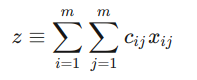 z ≡ ∑_{i=1}^{m} ∑_{j=1}^{m} c_{ij} x_{ij}